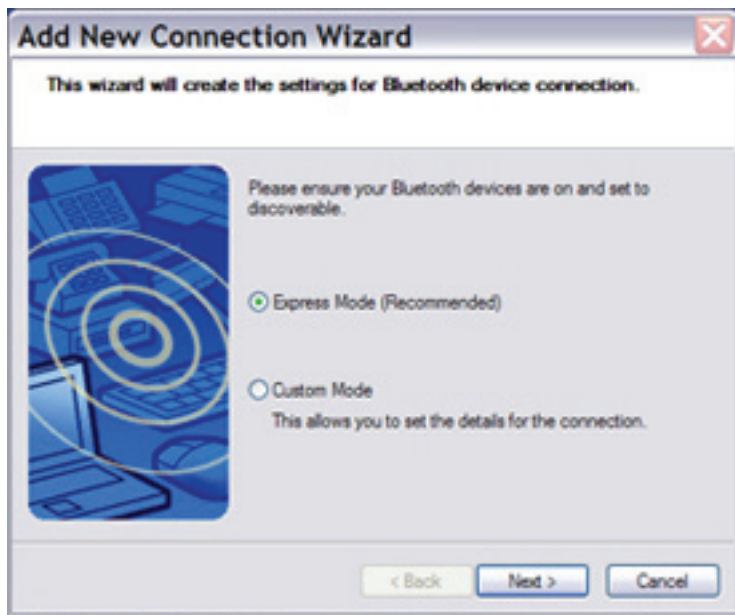 Add New Connection Wizard
This wizard will create the settings for Bluetooth device connection.
Please ensure your Bluetooth devices are on and set to
discoverable.
Express Mode (Recommended)
Custom Mode
This allows you to set the details for the connection.
< Back Next > Cancel